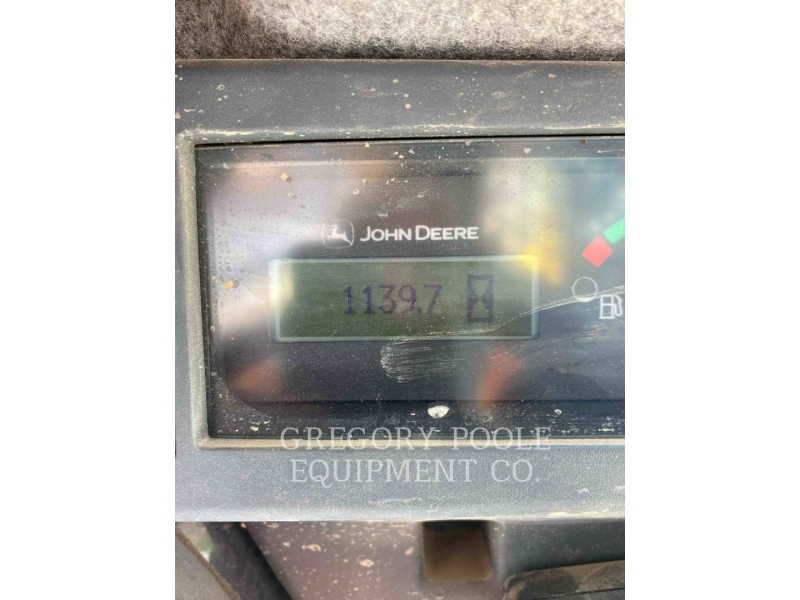 JOHN DEERE
1139.7
GREGORY POOLE
EQUIPMENT CO.